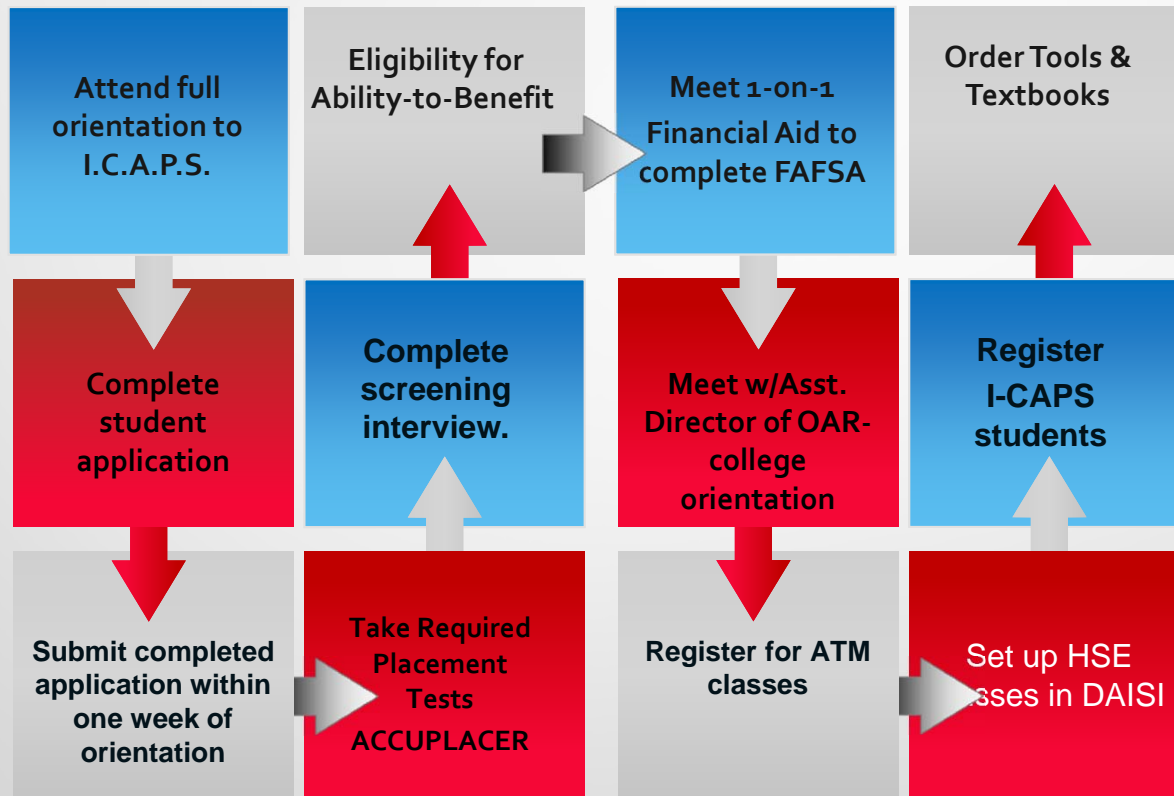 Attend full
orientation to
I.C.A.P.S.
Complete
student
application
Submit completed
application within
one week of
orientation
Take Required
Placement
Tests
ACCUPLACER
Complete
screening
interview.
Eligibility for
Ability-to-Benefit
Meet 1-on-1
Financial Aid to
complete FAFSA
Meet w/Asst.
Director of OAR-
college
orientation
Register for ATM
classes
Set up HSE
in DAISI
Register
I-CAPS
students
Order Tools &
Textbooks